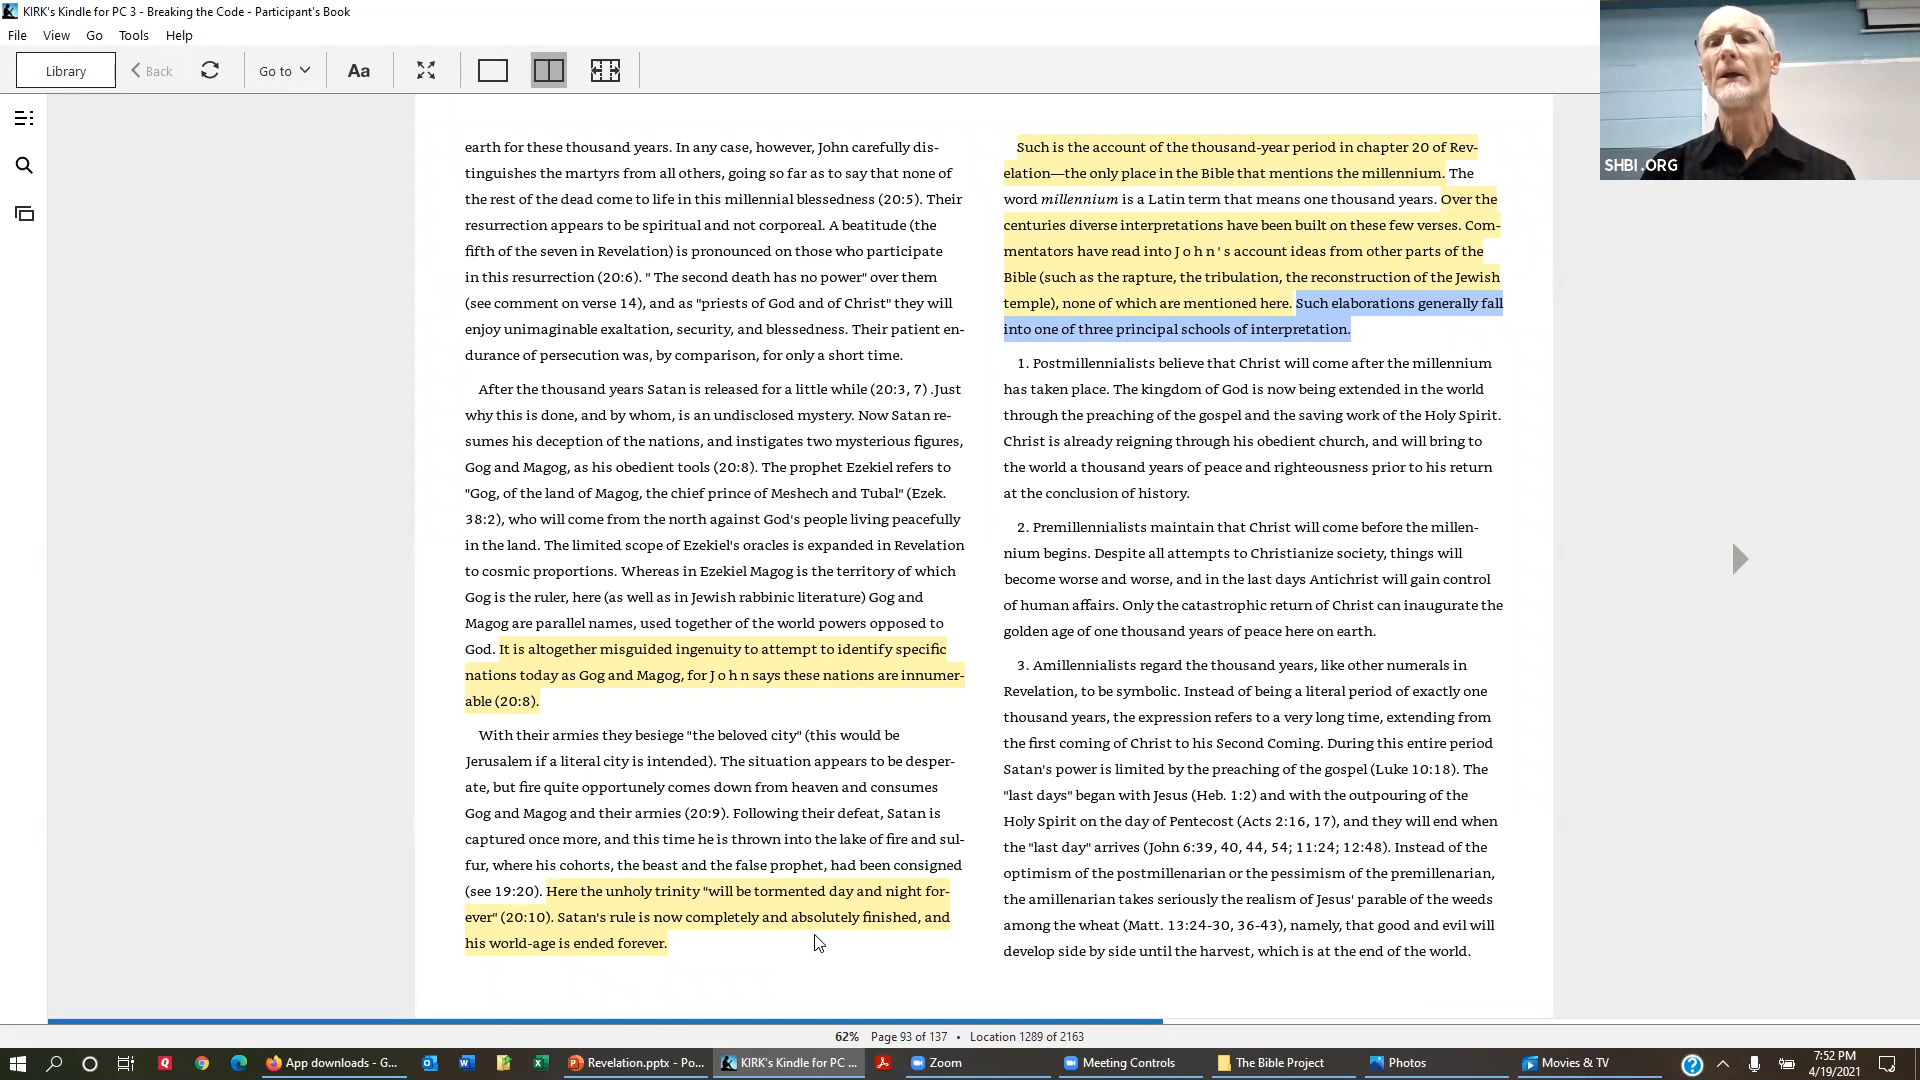 KIRK's Kindle for PC 3 - Breaking the Code - Participant's Book
File View Go Tools Help
Library Back Go to Aa
SHBI.ORG
earth for these thousand years. In any case, however, John carefully dis-
tinguishes the martyrs from all others, going so far as to say that none of
the rest of the dead come to life in this millennial blessedness (20:5). Their
resurrection appears to be spiritual and not corporeal. A beatitude (the
fifth of the seven in Revelation) is pronounced on those who participate
in this resurrection (20:6). " The second death has no power" over them
(see comment on verse 14), and as "priests of God and of Christ" they will
enjoy unimaginable exaltation, security, and blessedness. Their patient en-
durance of persecution was, by comparison, for only a short time.
After the thousand years Satan is released for a little while (20:3, 7) .Just
why this is done, and by whom, is an undisclosed mystery. Now Satan re-
sumes his deception of the nations, and instigates two mysterious figures,
Gog and Magog, as his obedient tools (20:8). The prophet Ezekiel refers to
"Gog, of the land of Magog, the chief prince of Meshech and Tubal" (Ezek.
38:2), who will come from the north against God's people living peacefully
in the land. The limited scope of Ezekiel's oracles is expanded in Revelation
to cosmic proportions. Whereas in Ezekiel Magog is the territory of which
Gog is the ruler, here (as well as in Jewish rabbinic literature) Gog and
Magog are parallel names, used together of the world powers opposed to
God. It is altogether misguided ingenuity to attempt to identify specific
nations today as Gog and Magog, for J o h n says these nations are innumer-
able (20:8).
With their armies they besiege "the beloved city" (this would be
Jerusalem if a literal city is intended). The situation appears to be desper-
ate, but fire quite opportunely comes down from heaven and consumes
Gog and Magog and their armies (20:9). Following their defeat, Satan is
captured once more, and this time he is thrown into the lake of fire and sul-
fur, where his cohorts, the beast and the false prophet, had been consigned
(see 19:20). Here the unholy trinity "will be tormented day and night for-
ever" (20:10). Satan's rule is now completely and absolutely finished, and
his world-age is ended forever.
Such is the account of the thousand-year period in chapter 20 of Rev-
elation—the only place in the Bible that mentions the millennium. The
word millennium is a Latin term that means one thousand years. Over the
centuries diverse interpretations have been built on these few verses. Com-
mentators have read into J o h n ' s account ideas from other parts of the
Bible (such as the rapture, the tribulation, the reconstruction of the Jewish
temple), none of which are mentioned here. Such elaborations generally fall
into one of three principal schools of interpretation.
1. Postmillennialists believe that Christ will come after the millennium
has taken place. The kingdom of God is now being extended in the world
through the preaching of the gospel and the saving work of the Holy Spirit.
Christ is already reigning through his obedient church, and will bring to
the world a thousand years of peace and righteousness prior to his return
at the conclusion of history.
2. Premillennialists maintain that Christ will come before the millen-
nium begins. Despite all attempts to Christianize society, things will
become worse and worse, and in the last days Antichrist will gain control
of human affairs. Only the catastrophic return of Christ can inaugurate the
golden age of one thousand years of peace here on earth.
3. Amillennialists regard the thousand years, like other numerals in
Revelation, to be symbolic. Instead of being a literal period of exactly one
thousand years, the expression refers to a very long time, extending from
the first coming of Christ to his Second Coming. During this entire period
Satan's power is limited by the preaching of the gospel (Luke 10:18). The
"last days" began with Jesus (Heb. 1:2) and with the outpouring of the
Holy Spirit on the day of Pentecost (Acts 2:16, 17), and they will end when
the "last day" arrives (John 6:39, 40, 44, 54; 11:24; 12:48). Instead of the
optimism of the postmillenarian or the pessimism of the premillenarian,
the amillenarian takes seriously the realism of Jesus' parable of the weeds
among the wheat (Matt. 13:24-30, 36-43), namely, that good and evil will
develop side by side until the harvest, which is at the end of the world.
62% Page 93 of 137 • Location 1289 of 2163
App downloads - G... Revelation.pptx - Po... KIRK's Kindle for PC ... Zoom Meeting Controls The Bible Project Photos Movies & TV 7:52 PM
4/19/2021